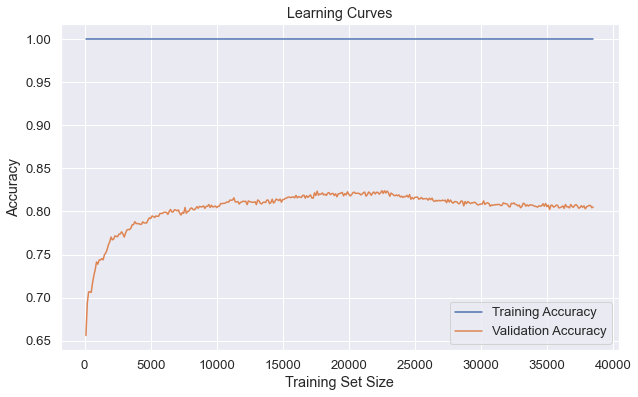 Learning Curves
1.00
0.95
0.90
0.85
0.80
0.75
0.70
0.65
Accuracy
0 5000 10000 15000 20000 25000 30000 35000 40000
Training Set Size
Training Accuracy
Validation Accuracy